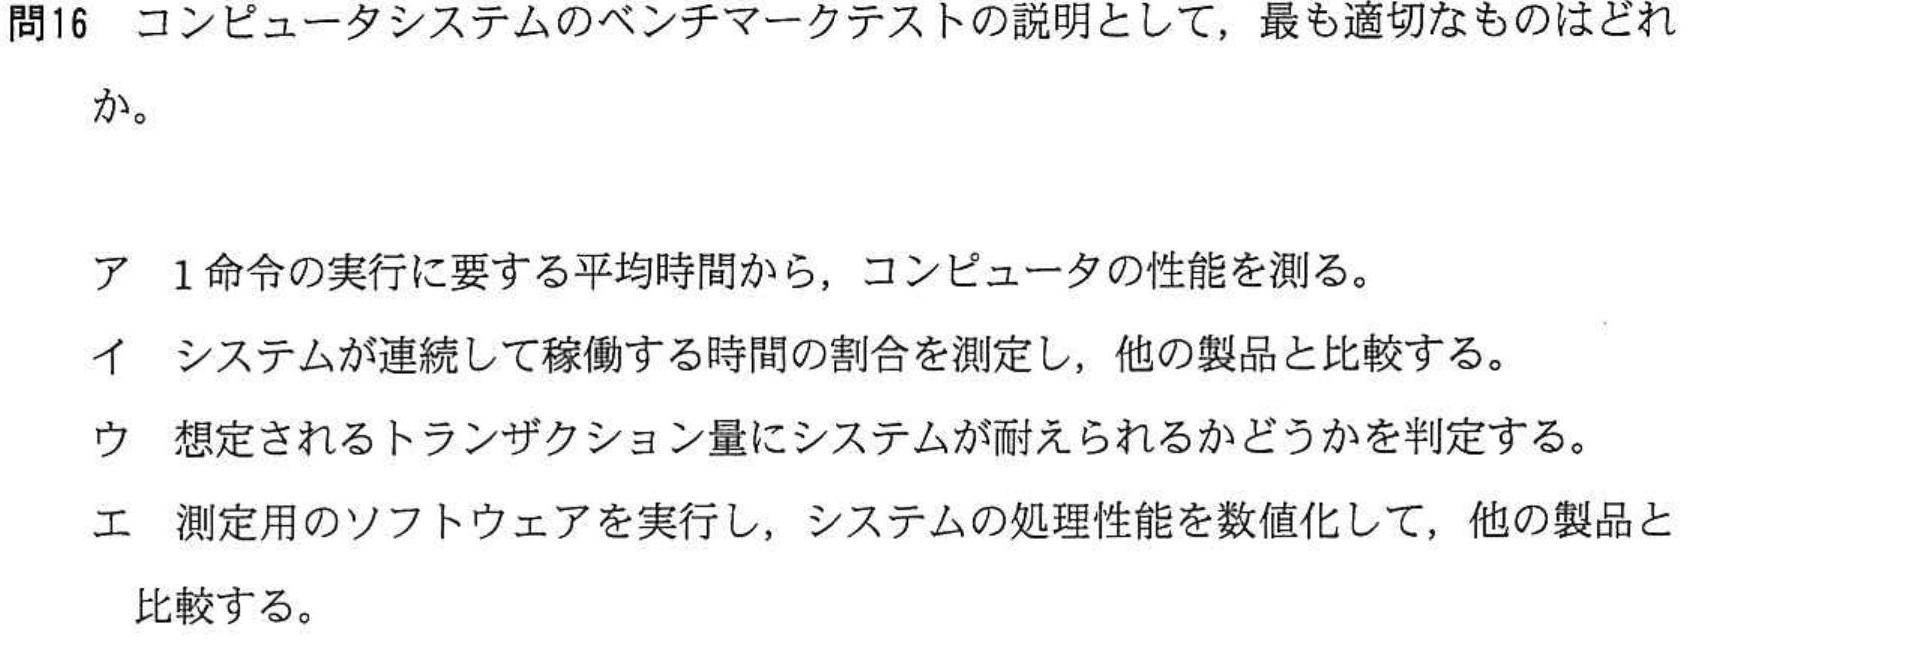 問16 コンピュータシステムのベンチマークテストの説明として，最も適切なものはどれ
か。
ア 1命令の実行に要する平均時間から，コンピュータの性能を測る。
イ システムが連続して稼働する時間の割合を測定し，他の製品と比較する。
ウ 想定されるトランザクション量にシステムが耐えられるかどうかを判定する。
エ 測定用のソフトウェアを実行し，システムの処理性能を数値化して，他の製品と
比較する。